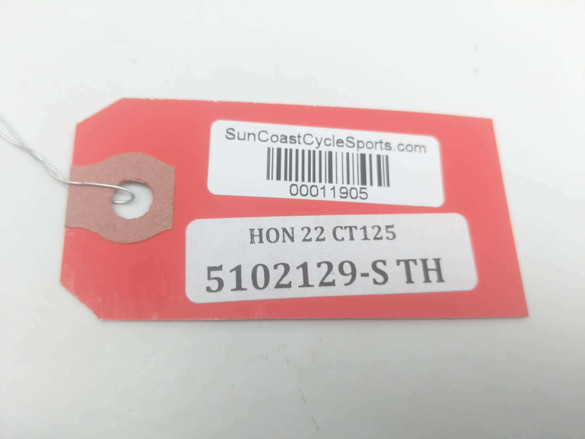 SunCoastCycleSports.com
00011905
HON 22 CT125
5102129-S TH